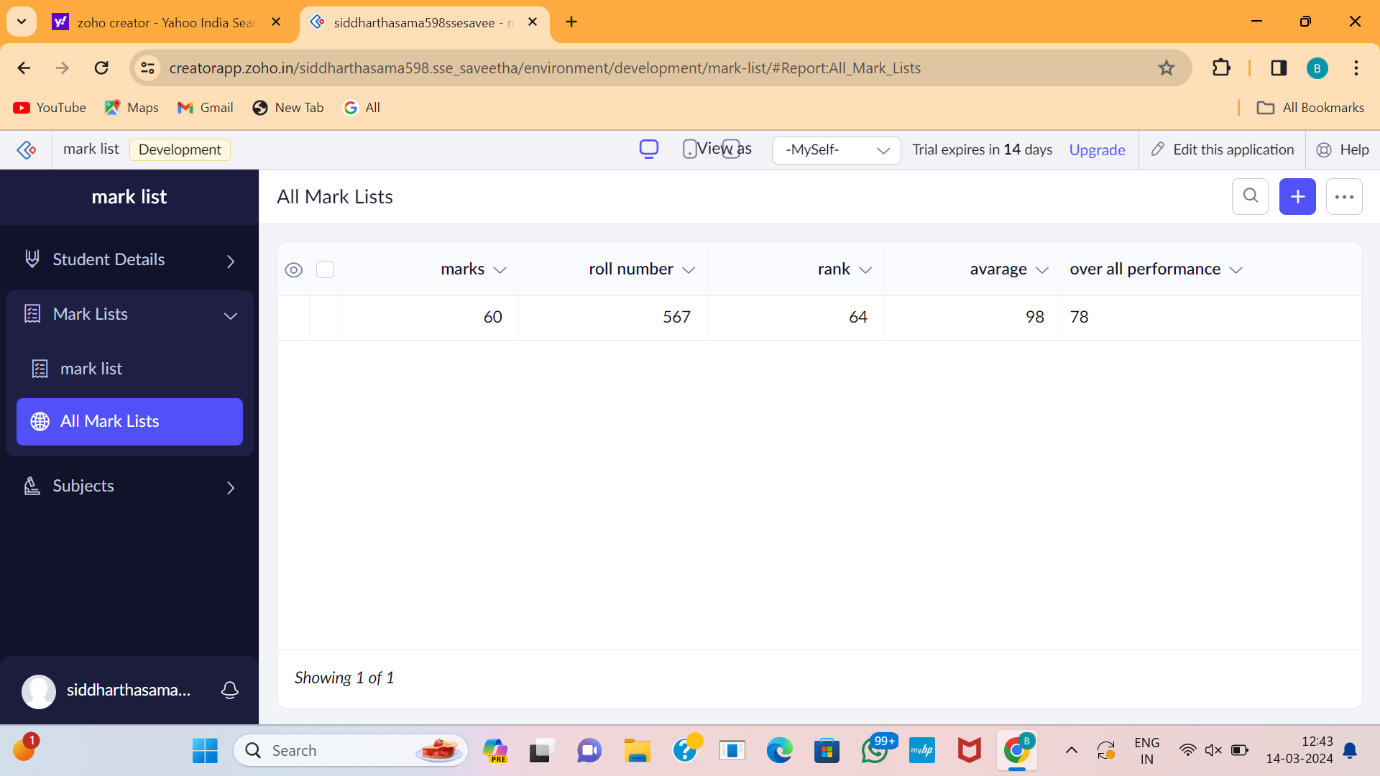 zoho creator - Yahoo India Sear
siddharthasama598ssesavee - m
creatorapp.zoho.in/siddharthasama598.sse_saveetha/environment/development/mark-list/#Report:All_Mark_Lists
B
YouTube
Maps
Gmail
New Tab
All
All Bookmarks
mark list
Development
View as
-MySelf-
Trial expires in 14 days
Upgrade
Edit this application
Help
mark list
Student Details
Mark Lists
mark list
All Mark Lists
Subjects
siddharthasama...
All Mark Lists
marks roll number rank avarage over all performance
60 567 64 98 78
Showing 1 of 1
1
Search
PRE
99+
myhp
B
ENG
IN
12:43
14-03-2024